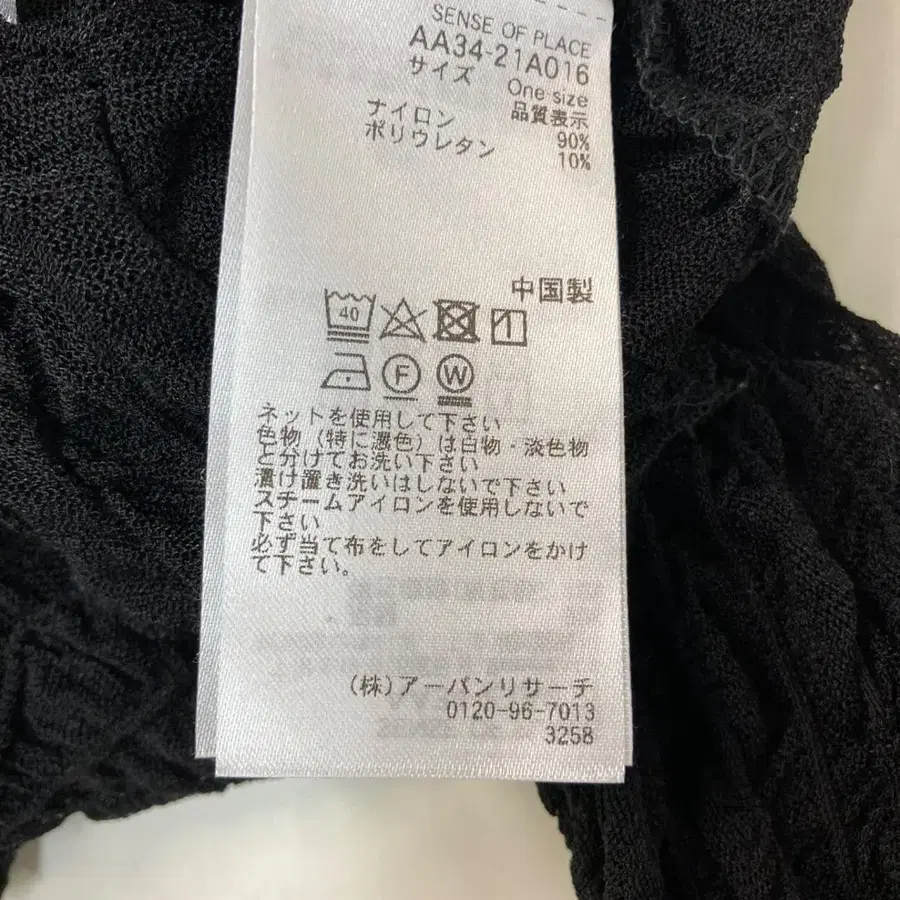 SENSE OF PLACE
AA34-21A016
サイズ
One size
品質表示
ナイロン 90%
ポリウレタン 10%
中国製
40
F W
ネットを使用して下さい
色物(特に濃色)は白物・淡色物
と分けてお洗い下さい
漬け置き洗いはしないで下さい
スチームアイロンを使用しないで
下さい
必ず当て布をしてアイロンをかけ
て下さい。
(株)アーバンリサーチ
0120-96-7013
3258